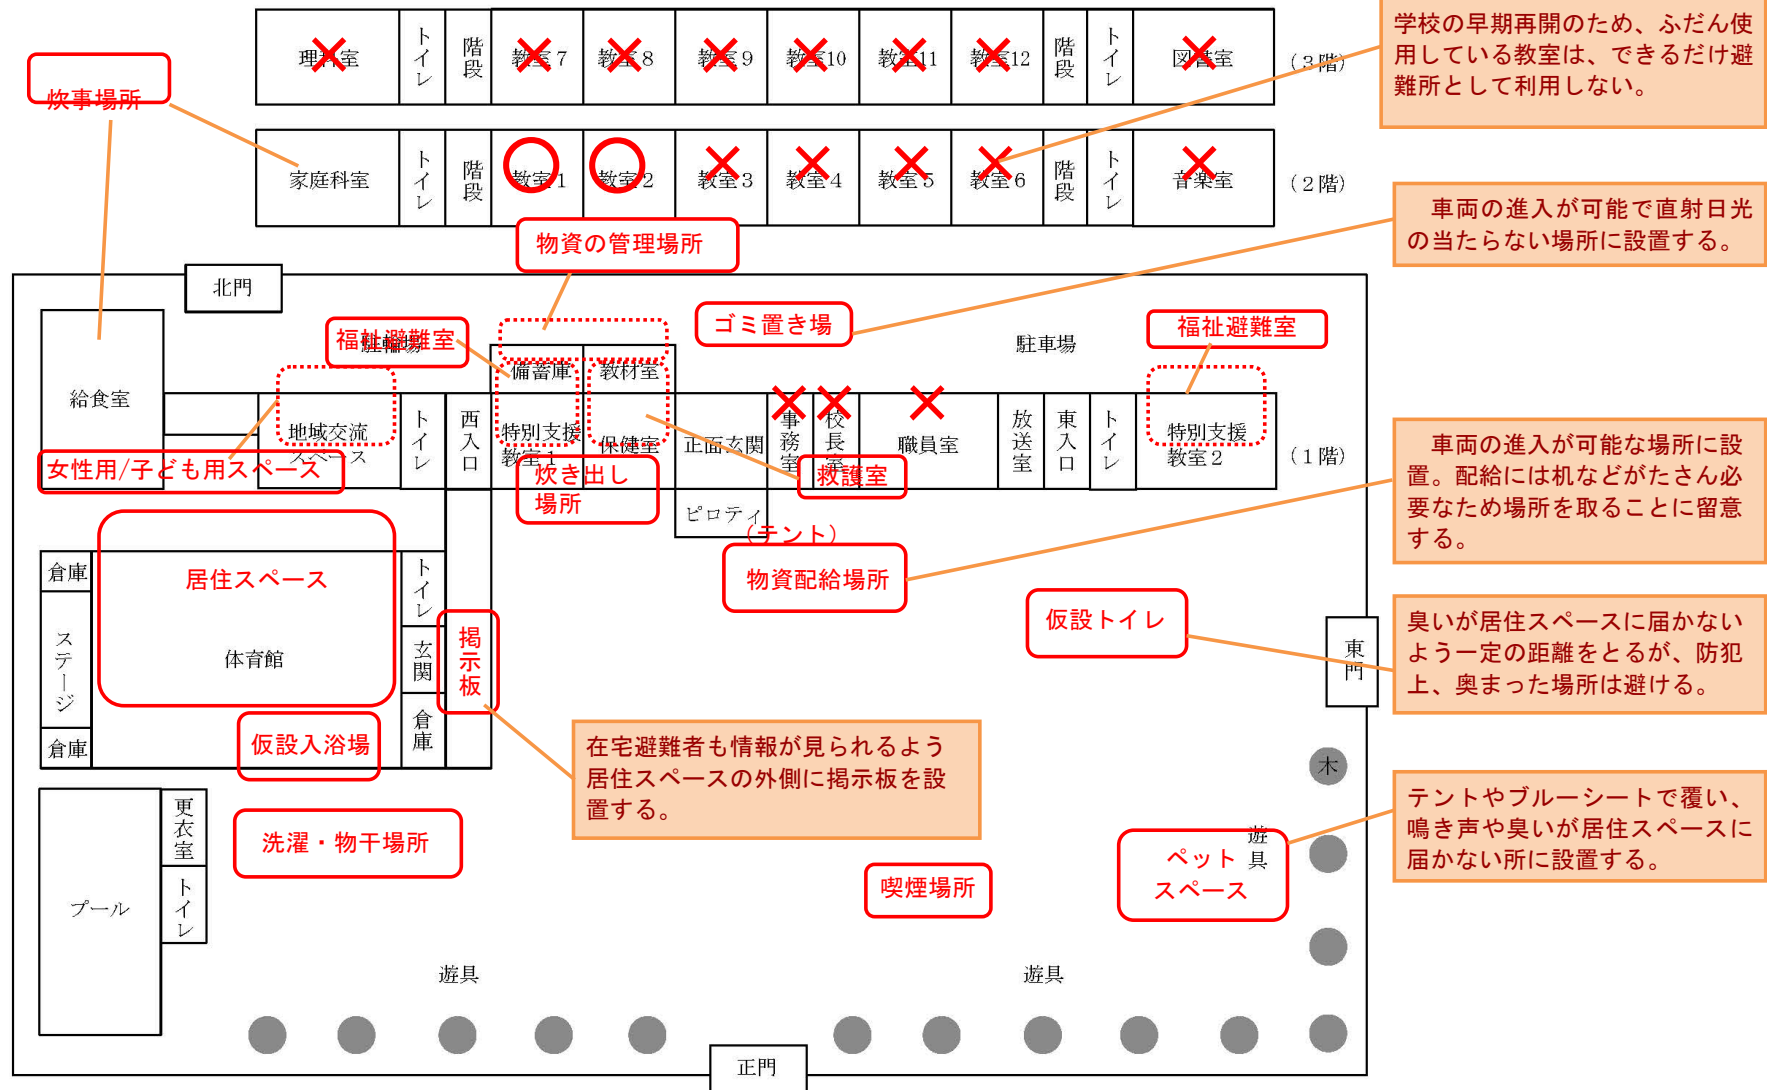 理科室
トイレ
階段
教室7
教室8
教室9
教室10
教室11
教室12
階段
トイレ
図書室
(3階)
学校の早期再開のため、ふだん使
用している教室は、できるだけ避
難所として利用しない。
炊事場所
家庭科室
トイレ
階段
教室1
教室2
教室3
教室4
教室5
教室6
階段
トイレ
音楽室
(2階)
車両の進入が可能で直射日光
の当たらない場所に設置する。
物資の管理場所
北門
ゴミ置き場
福祉避難室
駐輪場
駐車場
福祉避難室
給食室
備蓄庫
教材室
地域交流
スペース
トイレ
西入口
特別支援
教室1
保健室
正面玄関
事務室
校長室
職員室
放送室
東入口
トイレ
特別支援
教室2
(1階)
女性用/子ども用スペース
炊き出し
場所
救護室
ピロティ
(テント)
物資配給場所
車両の進入が可能な場所に設
置。配給には机などがたさん必
要なため場所を取ることに留意
する。
倉庫
ステージ
倉庫
居住スペース
体育館
トイレ
玄関
倉庫
掲示板
仮設トイレ
東門
臭いが居住スペースに届かない
よう一定の距離をとるが、防犯
上、奥まった場所は避ける。
仮設入浴場
在宅避難者も情報が見られるよう
居住スペースの外側に掲示板を設
置する。
木
プール
更衣室
トイレ
洗濯・物干場所
喫煙場所
ペット
スペース
遊具
テントやブルーシートで覆い、
鳴き声や臭いが居住スペースに
届かない所に設置する。
遊具
遊具
正門